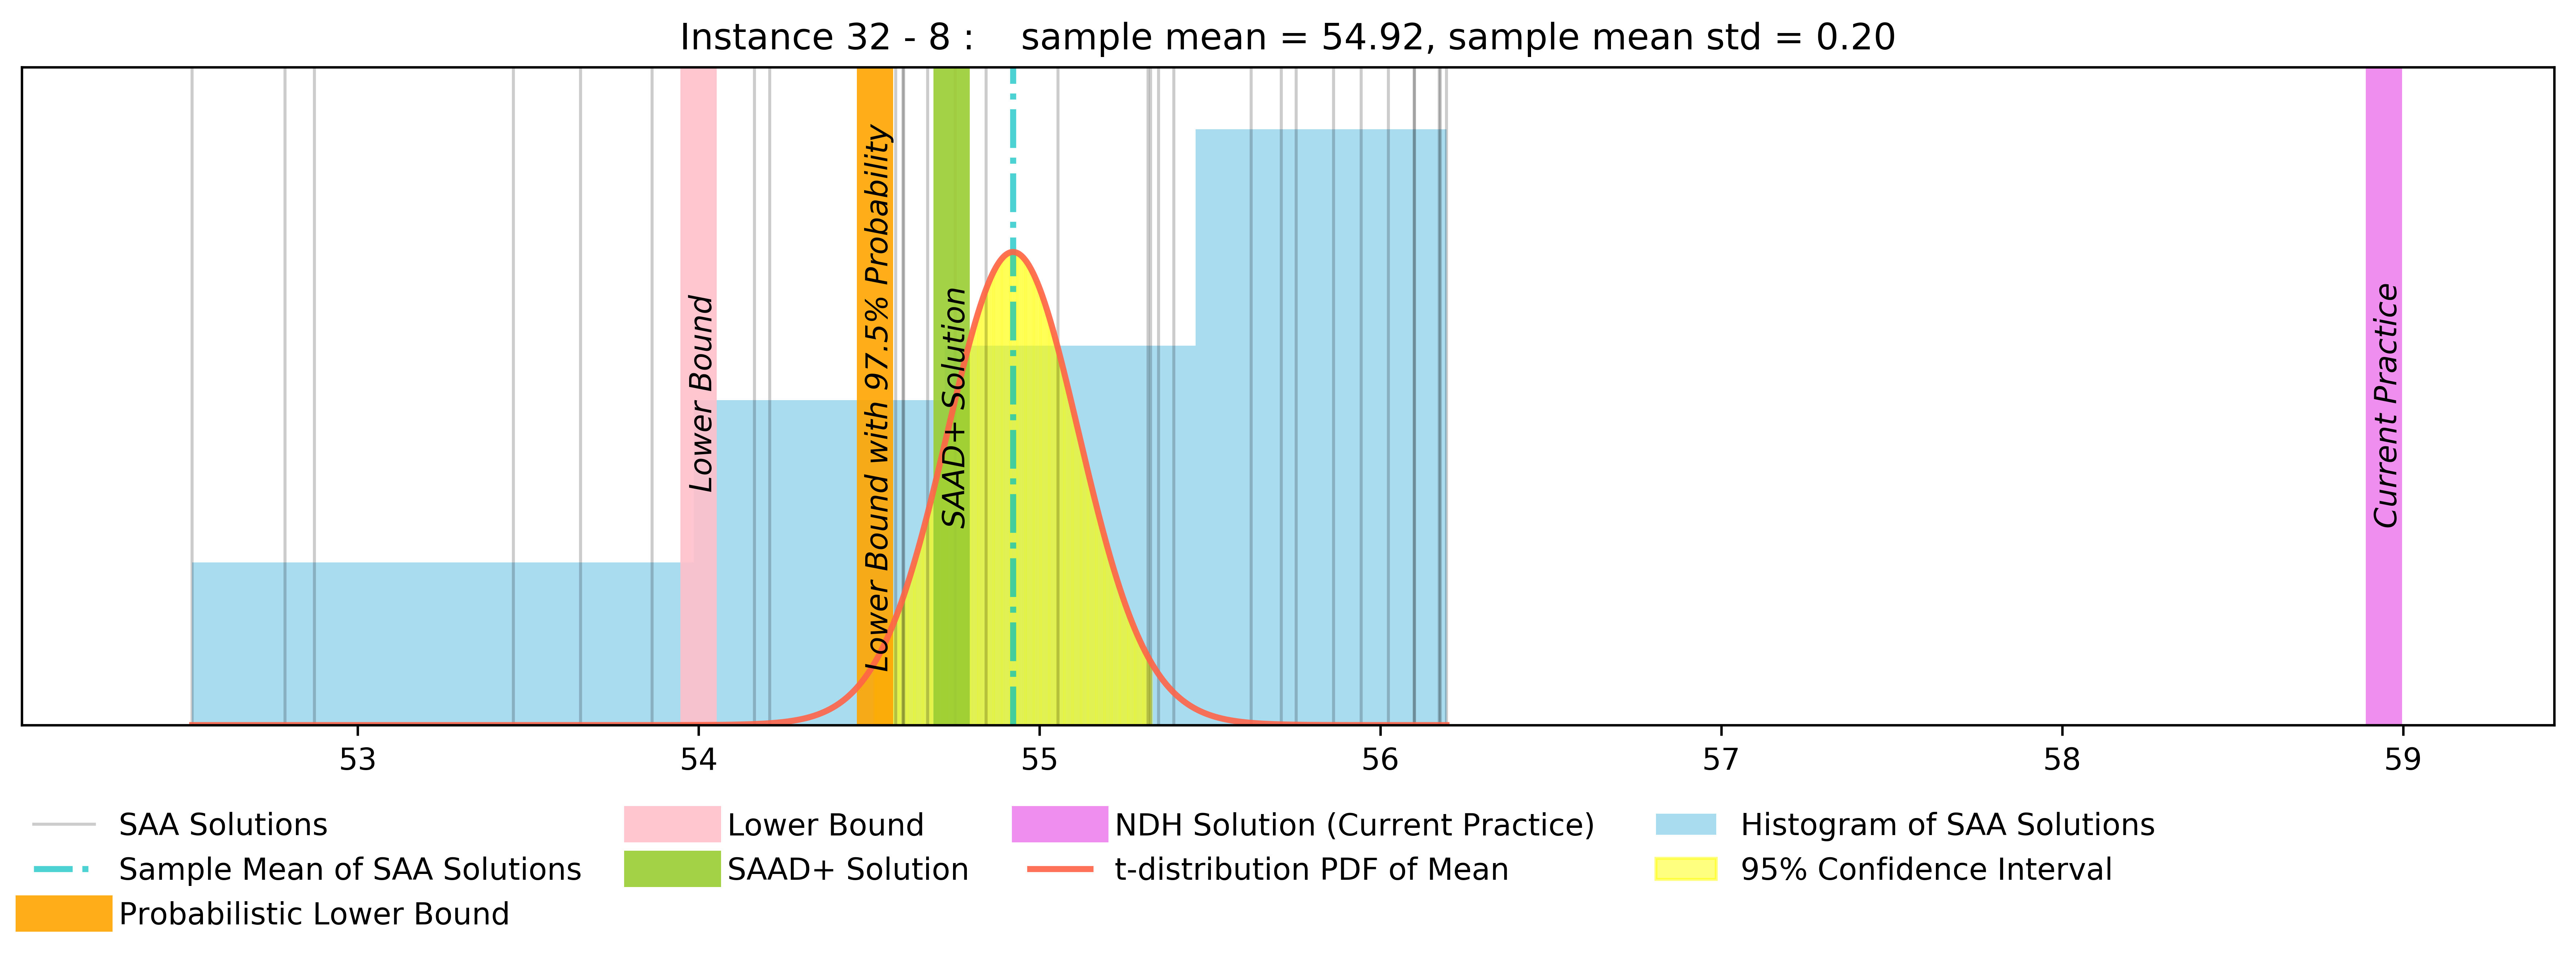 Instance 32 - 8 :    sample mean = 54.92, sample mean std = 0.20
Lower Bound
Lower Bound with 97.5% Probability
SAAD+ Solution
Current Practice
53 54 55 56 57 58 59
SAA Solutions
Sample Mean of SAA Solutions
Probabilistic Lower Bound
Lower Bound
SAAD+ Solution
NDH Solution (Current Practice)
t-distribution PDF of Mean
Histogram of SAA Solutions
95% Confidence Interval